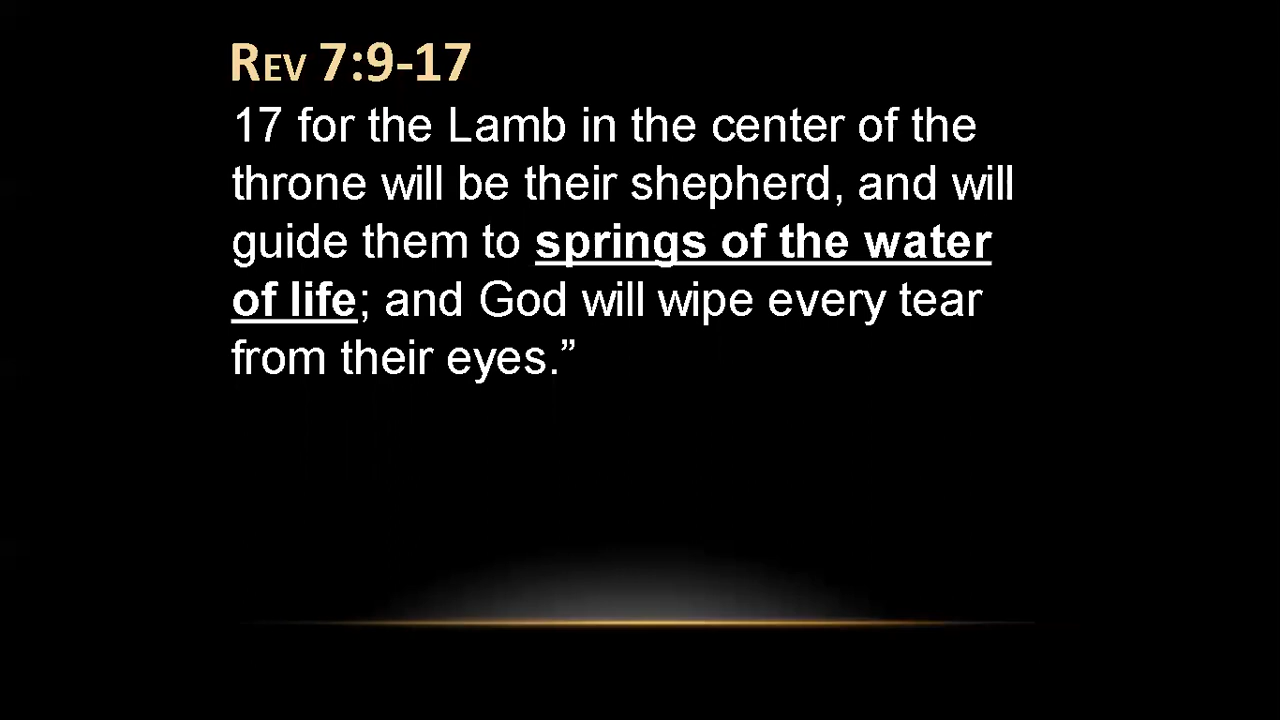 Rev 7:9-17
17 for the Lamb in the center of the
throne will be their shepherd, and will
guide them to springs of the water
of life; and God will wipe every tear
from their eyes.”